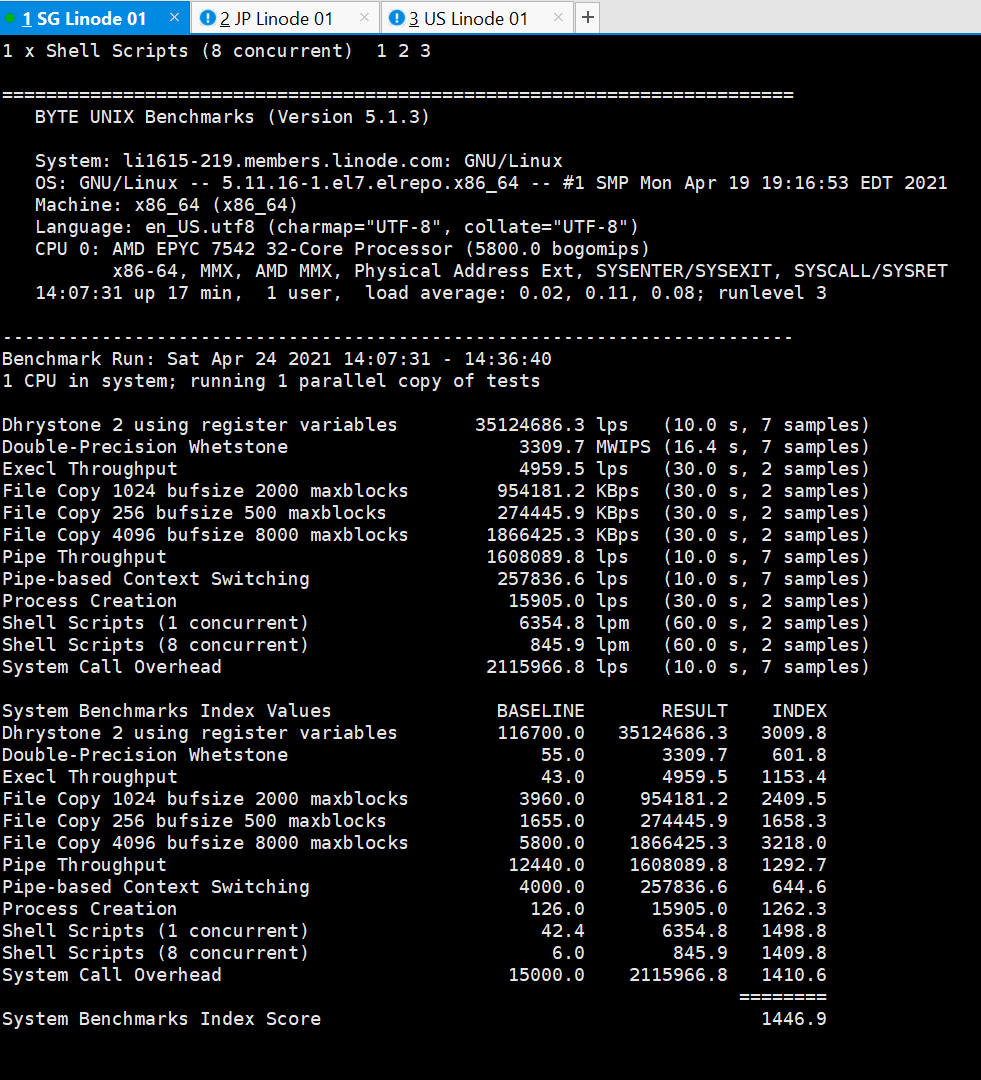 1 SG Linode 01 × 2 JP Linode 01 × 3 US Linode 01 × +
1 x Shell Scripts (8 concurrent)  1 2 3
========================================================================
   BYTE UNIX Benchmarks (Version 5.1.3)
   System: li1615-219.members.linode.com: GNU/Linux
   OS: GNU/Linux -- 5.11.16-1.el7.elrepo.x86_64 -- #1 SMP Mon Apr 19 19:16:53 EDT 2021
   Machine: x86_64 (x86_64)
   Language: en_US.utf8 (charmap="UTF-8", collate="UTF-8")
   CPU 0: AMD EPYC 7542 32-Core Processor (5800.0 bogomips)
          x86-64, MMX, AMD MMX, Physical Address Ext, SYSENTER/SYSEXIT, SYSCALL/SYSRET
   14:07:31 up 17 min,  1 user,  load average: 0.02, 0.11, 0.08; runlevel 3
------------------------------------------------------------------------
Benchmark Run: Sat Apr 24 2021 14:07:31 - 14:36:40
1 CPU in system; running 1 parallel copy of tests
Dhrystone 2 using register variables       35124686.3 lps   (10.0 s, 7 samples)
Double-Precision Whetstone                     3309.7 MWIPS (16.4 s, 7 samples)
Execl Throughput                               4959.5 lps   (30.0 s, 2 samples)
File Copy 1024 bufsize 2000 maxblocks        954181.2 KBps  (30.0 s, 2 samples)
File Copy 256 bufsize 500 maxblocks          274445.9 KBps  (30.0 s, 2 samples)
File Copy 4096 bufsize 8000 maxblocks       1866425.3 KBps  (30.0 s, 2 samples)
Pipe Throughput                             1608089.8 lps   (10.0 s, 7 samples)
Pipe-based Context Switching                 257836.6 lps   (10.0 s, 7 samples)
Process Creation                              15905.0 lps   (30.0 s, 2 samples)
Shell Scripts (1 concurrent)                   6354.8 lpm   (60.0 s, 2 samples)
Shell Scripts (8 concurrent)                    845.9 lpm   (60.0 s, 2 samples)
System Call Overhead                        2115966.8 lps   (10.0 s, 7 samples)
System Benchmarks Index Values               BASELINE       RESULT    INDEX
Dhrystone 2 using register variables         116700.0   35124686.3   3009.8
Double-Precision Whetstone                       55.0       3309.7    601.8
Execl Throughput                                 43.0       4959.5   1153.4
File Copy 1024 bufsize 2000 maxblocks          3960.0     954181.2   2409.5
File Copy 256 bufsize 500 maxblocks            1655.0     274445.9   1658.3
File Copy 4096 bufsize 8000 maxblocks          5800.0    1866425.3   3218.0
Pipe Throughput                               12440.0    1608089.8   1292.7
Pipe-based Context Switching                   4000.0     257836.6    644.6
Process Creation                                126.0      15905.0   1262.3
Shell Scripts (1 concurrent)                     42.4       6354.8   1498.8
Shell Scripts (8 concurrent)                      6.0        845.9   1409.8
System Call Overhead                          15000.0    2115966.8   1410.6
                                                                   ========
System Benchmarks Index Score                                        1446.9